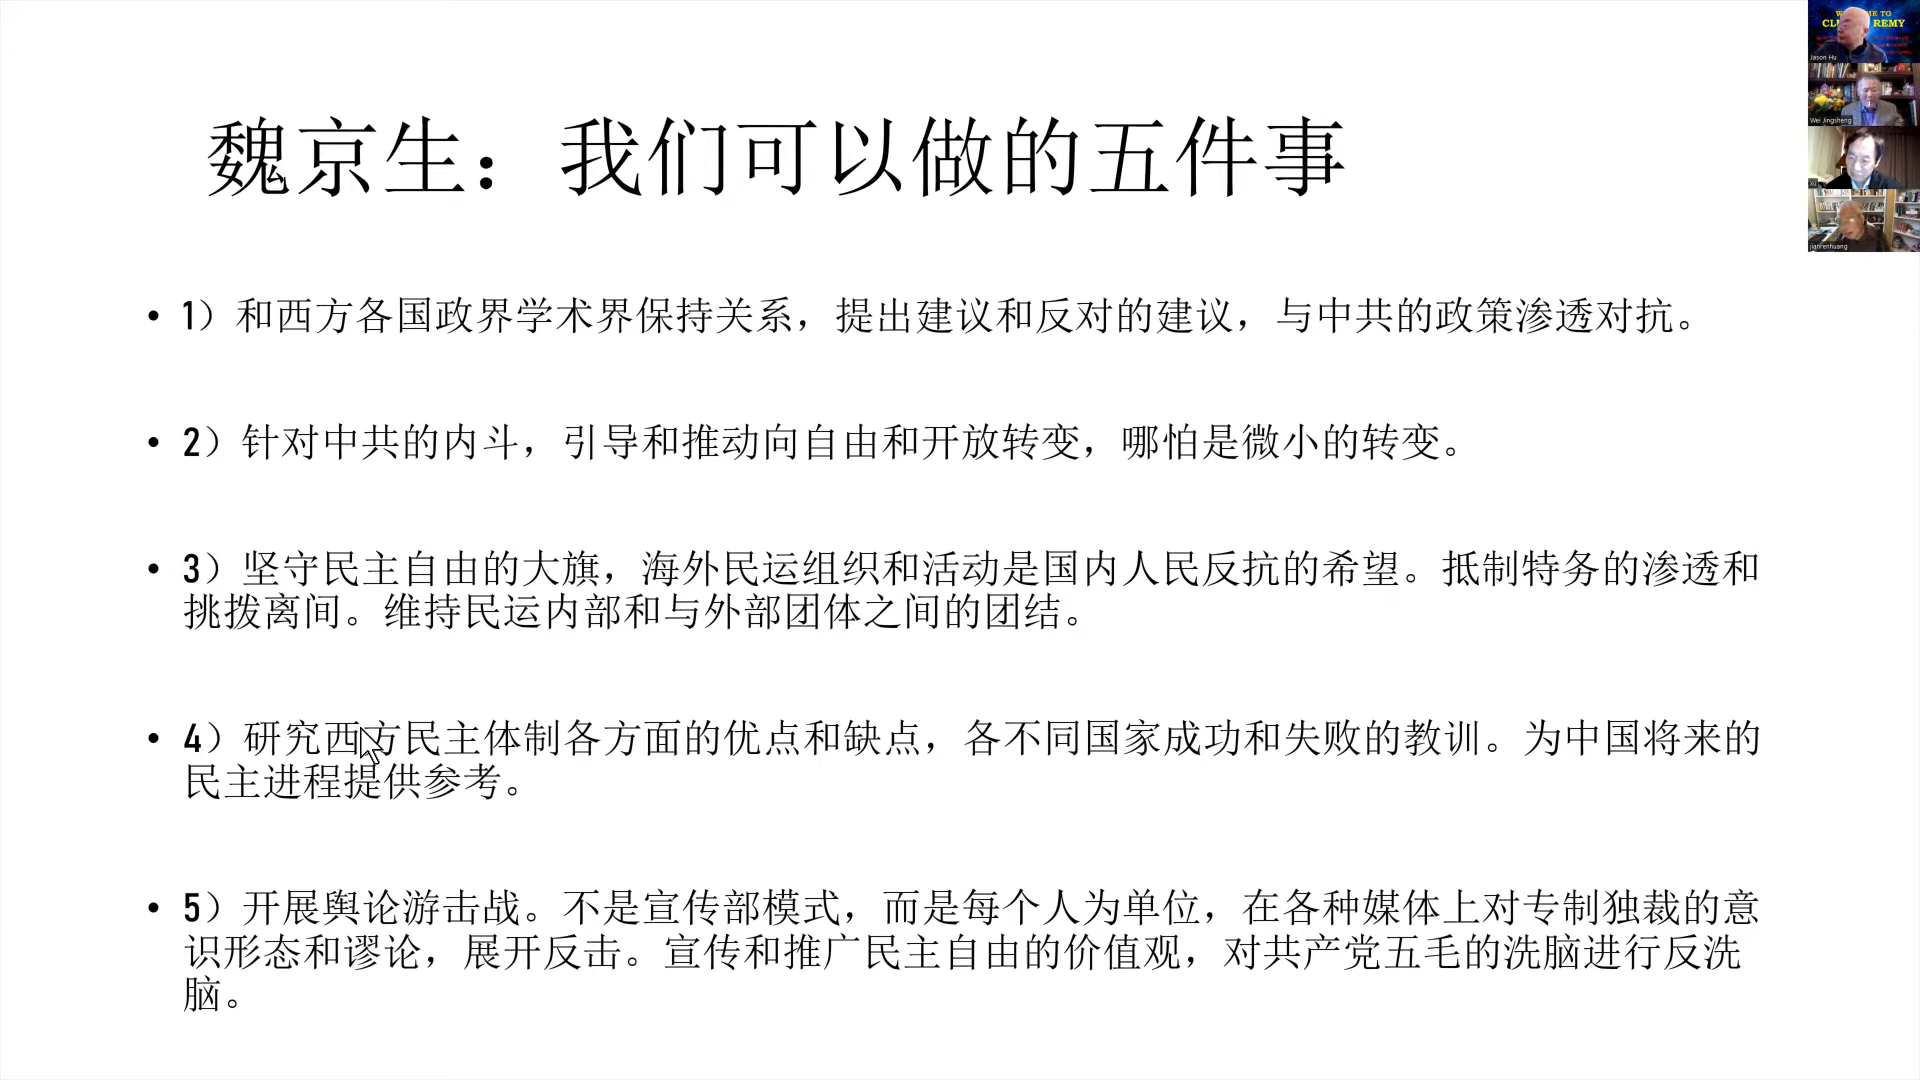 魏京生：我们可以做的五件事
• 1）和西方各国政界学术界保持关系，提出建议和反对的建议，与中共的政策渗透对抗。
• 2）针对中共的内斗，引导和推动向自由和开放转变，哪怕是微小的转变。
• 3）坚守民主自由的大旗，海外民运组织和活动是国内人民反抗的希望。抵制特务的渗透和
挑拨离间。维持民运内部和与外部团体之间的团结。
• 4）研究西方民主体制各方面的优点和缺点，各不同国家成功和失败的教训。为中国将来的
民主进程提供参考。
• 5）开展舆论游击战。不是宣传部模式，而是每个人为单位，在各种媒体上对专制独裁的意
识形态和谬论，展开反击。宣传和推广民主自由的价值观，对共产党五毛的洗脑进行反洗
脑。
REMY
Jason Hu
Wei Jingsheng
jianrenhuang